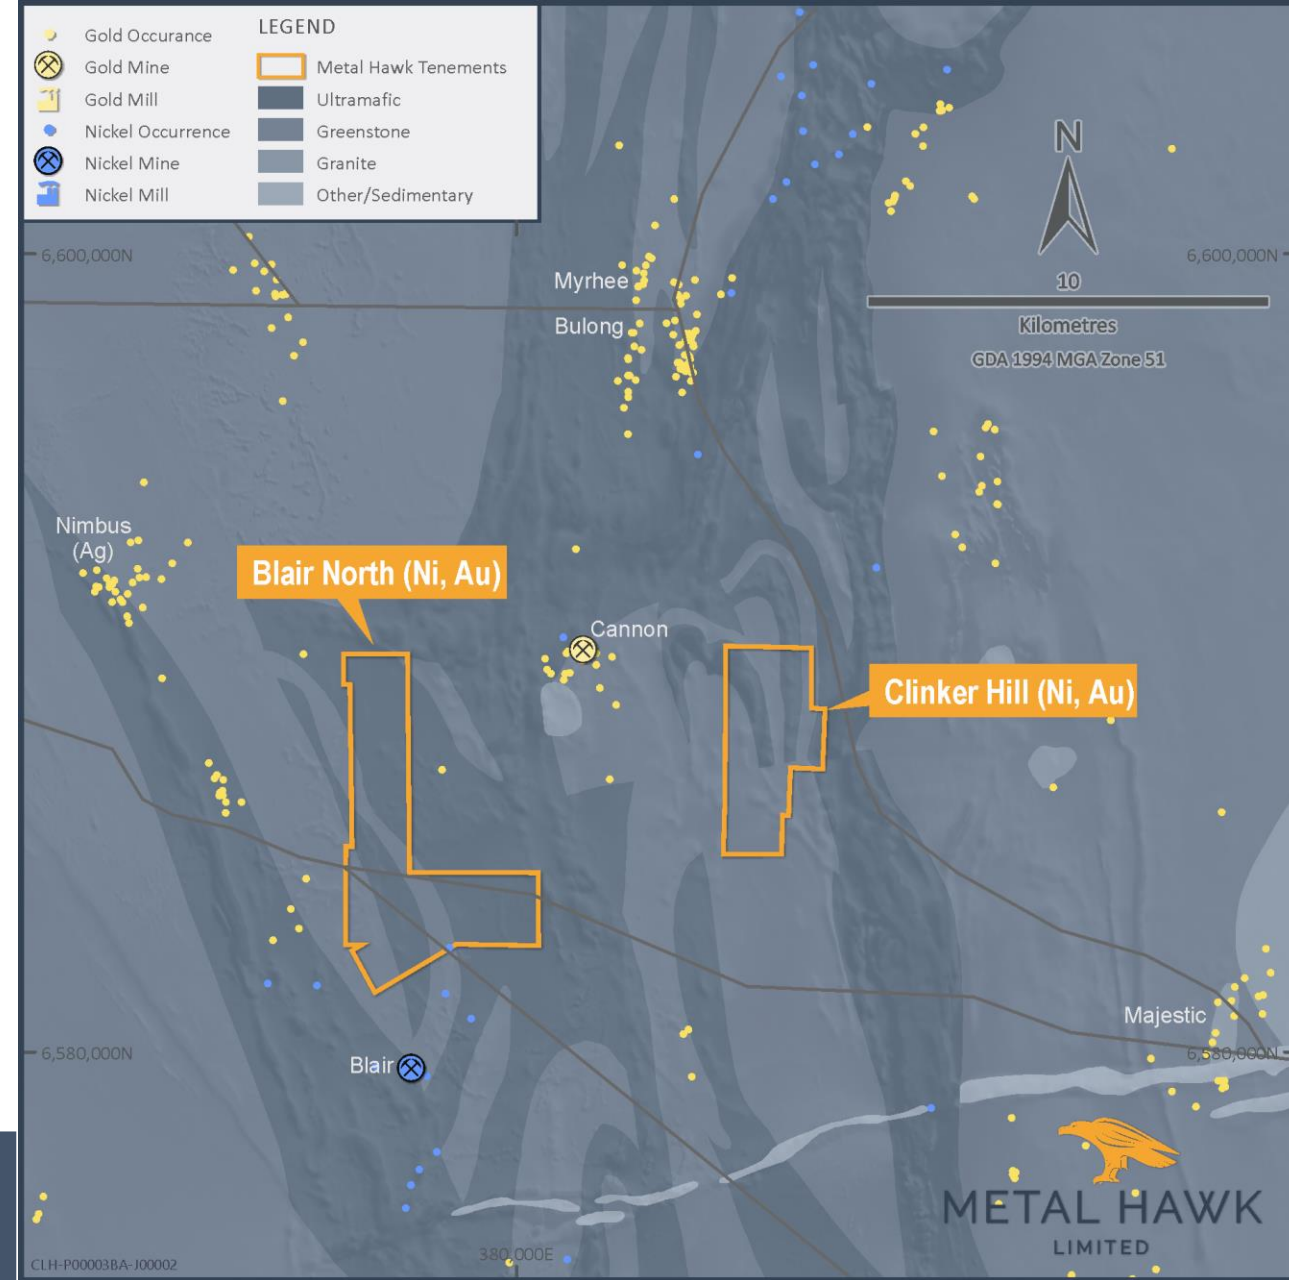 LEGEND
Gold Occurance
Gold Mine
Gold Mill
Nickel Occurrence
Nickel Mine
Nickel Mill
Metal Hawk Tenements
Ultramafic
Greenstone
Granite
Other/Sedimentary
N
10
Kilometres
GDA 1994 MGA Zone 51
6,600,000N
6,600,000N
Myrhee
Bulong
Nimbus
(Ag)
Blair North (Ni, Au)
Cannon
Clinker Hill (Ni, Au)
Majestic
6,580,000N
6,580,000N
Blair
METAL HAWK
LIMITED
380,000E
CLH-P00003BA-J00002